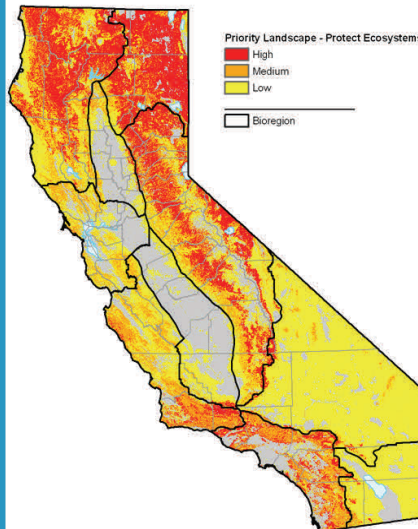 Priority Landscape - Protect Ecosystems
High
Medium
Low
Bioregion